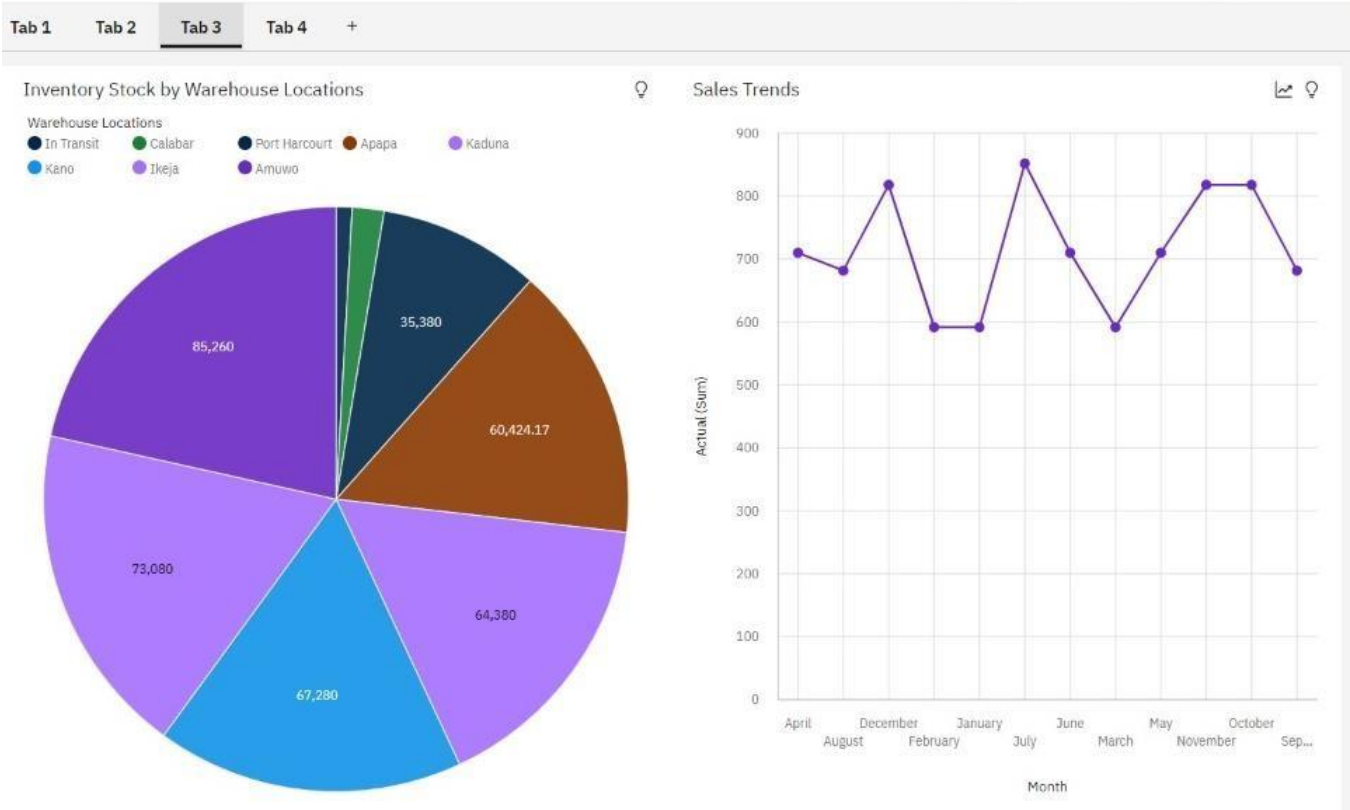 Tab 1 Tab 2 Tab 3 Tab 4 +
Inventory Stock by Warehouse Locations
Warehouse Locations
In Transit Calabar Port Harcourt Apapa Kaduna
Kano Ikeja Amuwo
35,380
85,260
60,424.17
73,080
64,380
67,280
Sales Trends
900
800
700
600
500
400
300
200
100
0
Actual (Sum)
April December January June May October
August February July March November Sep...
Month